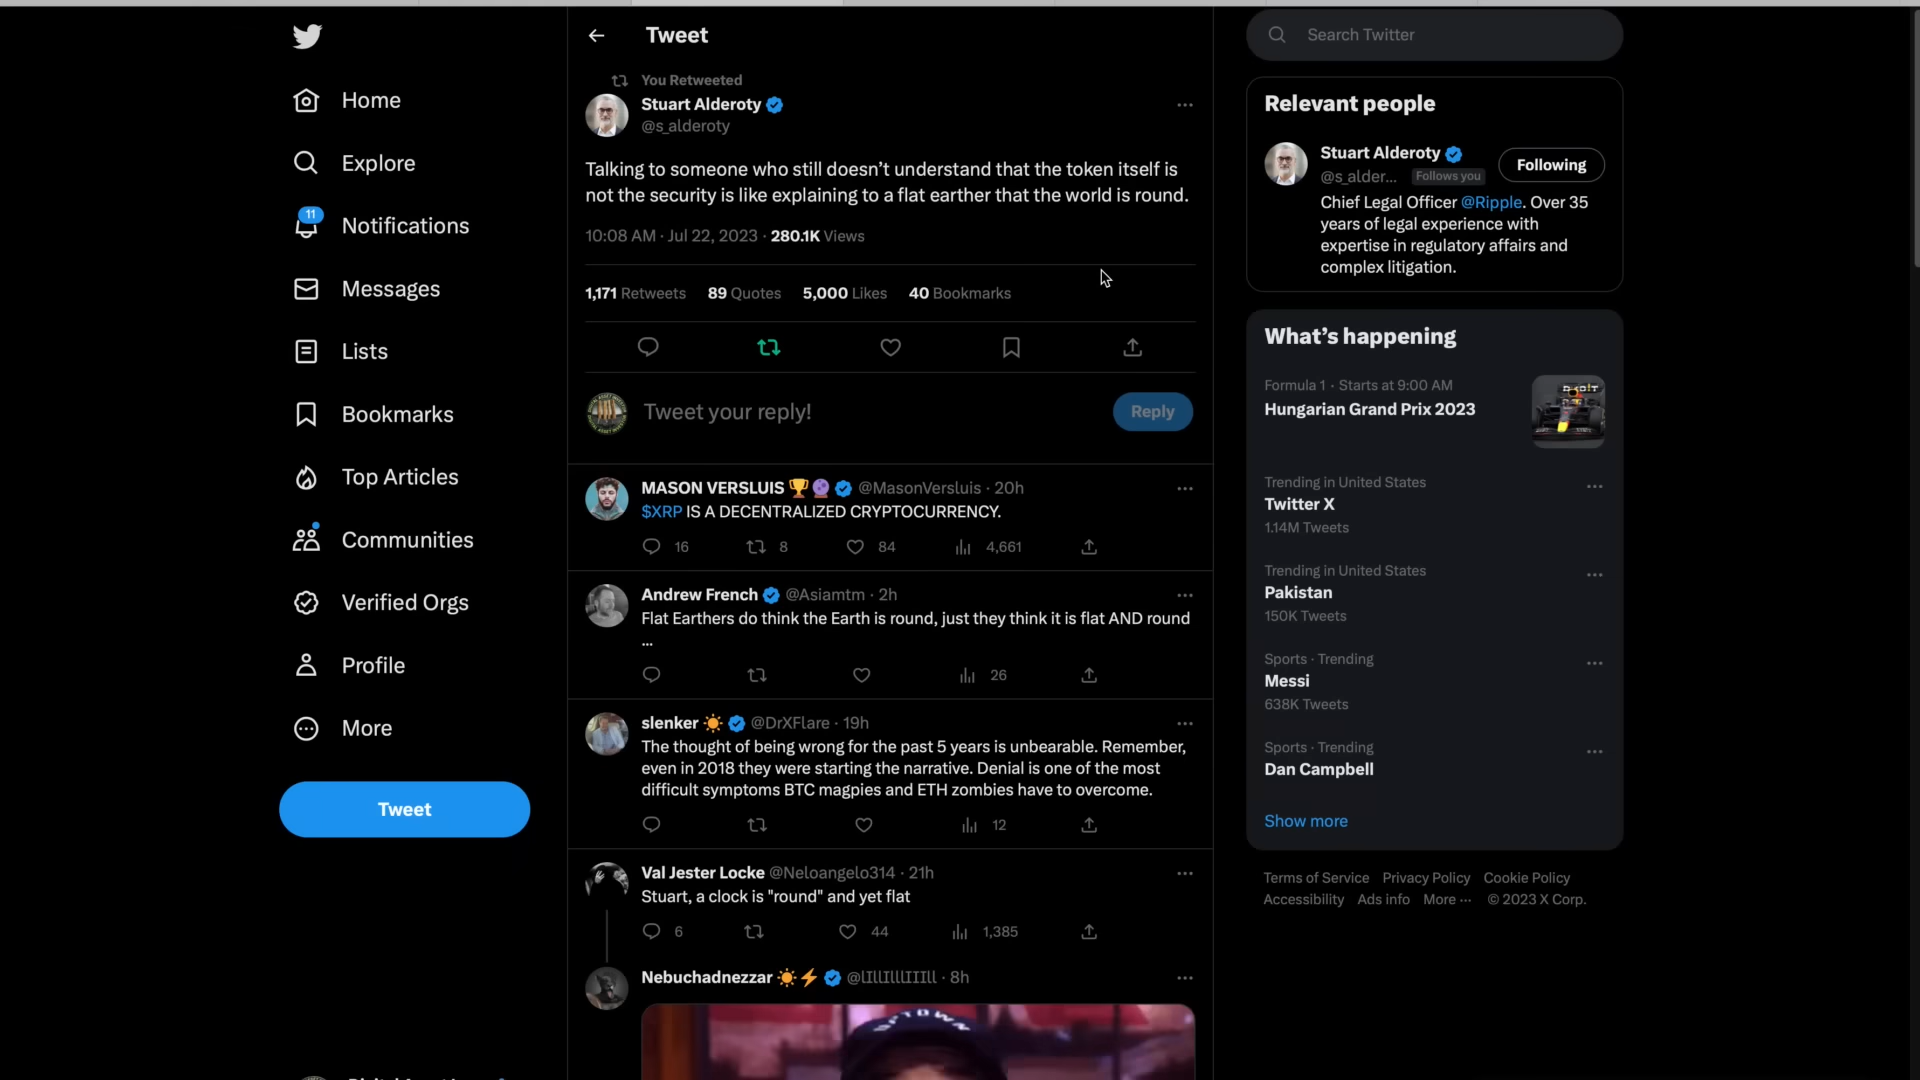 Home
Explore
11
Notifications
Messages
Lists
Bookmarks
Top Articles
Communities
Verified Orgs
Profile
More
Tweet
Tweet
You Retweeted
Stuart Alderoty
@s_alderoty
Talking to someone who still doesn’t understand that the token itself is
not the security is like explaining to a flat earther that the world is round.
10:08 AM · Jul 22, 2023 · 280.1K Views
1,171 Retweets 89 Quotes 5,000 Likes 40 Bookmarks
Tweet your reply!
Reply
MASON VERSLUIS 🏆🔮 @MasonVersluis · 20h
$XRP IS A DECENTRALIZED CRYPTOCURRENCY.
16 8 84 4,661
Andrew French @Asiamtm · 2h
Flat Earthers do think the Earth is round, just they think it is flat AND round
...
26
slenker ☀️ @DrXFlare · 19h
The thought of being wrong for the past 5 years is unbearable. Remember,
even in 2018 they were starting the narrative. Denial is one of the most
difficult symptoms BTC magpies and ETH zombies have to overcome.
12
Val Jester Locke @Neloangelo314 · 21h
Stuart, a clock is "round" and yet flat
6 44 1,385
Nebuchadnezzar ☀️⚡ · 8h
UPTOWN
Search Twitter
Relevant people
Stuart Alderoty
@s_alder... Follows you
Following
Chief Legal Officer @Ripple. Over 35
years of legal experience with
expertise in regulatory affairs and
complex litigation.
What’s happening
Formula 1 · Starts at 9:00 AM
Hungarian Grand Prix 2023
Trending in United States
Twitter X
1.14M Tweets
Trending in United States
Pakistan
150K Tweets
Sports · Trending
Messi
638K Tweets
Sports · Trending
Dan Campbell
Show more
Terms of Service Privacy Policy Cookie Policy
Accessibility Ads info More ··· © 2023 X Corp.